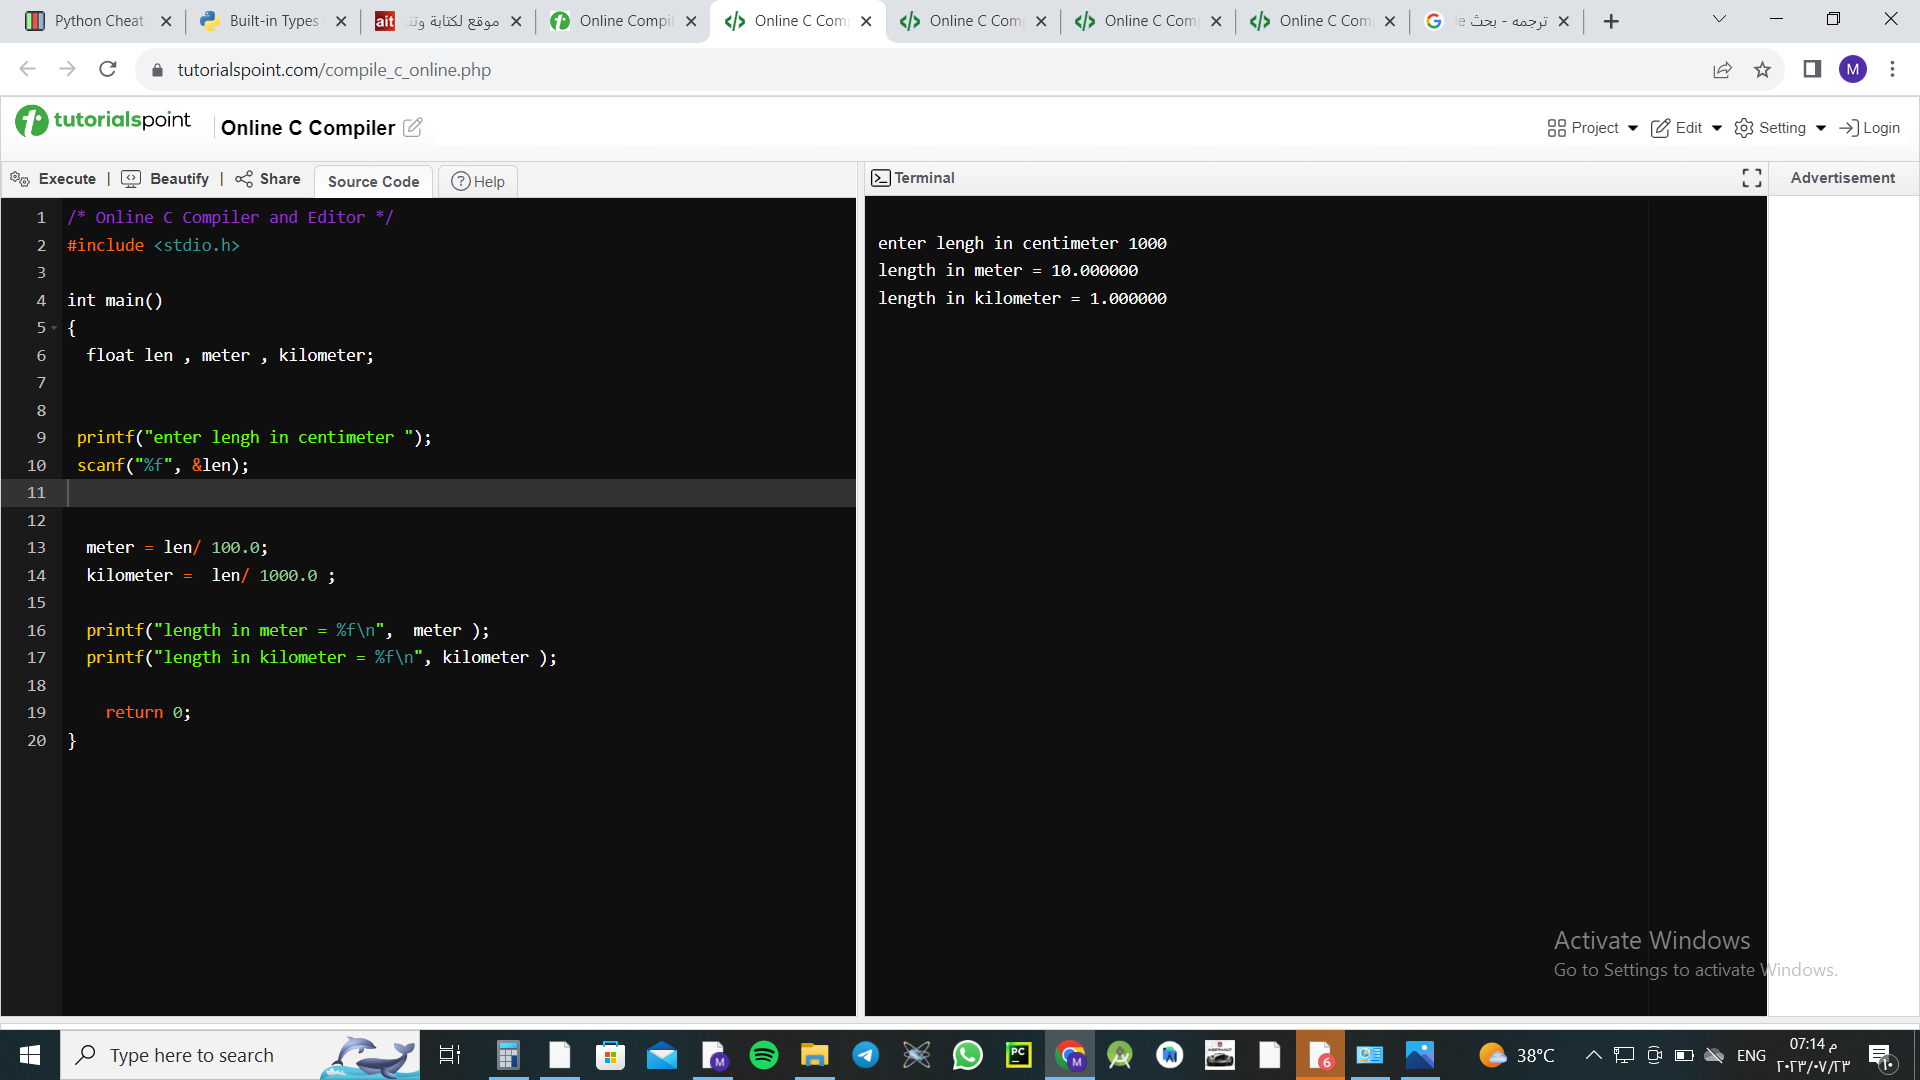 Python Cheat
Built-in Types
موقع لكتابة وتن
Online Compil
Online C Com
Online C Com
Online C Com
Online C Com
ترجمه - بحث
tutorialspoint.com/compile_c_online.php
M
tutorialspoint
Online C Compiler
Project
Edit
Setting
Login
Execute | Beautify | Share
Source Code
Help
Terminal
Advertisement
1 /* Online C Compiler and Editor */
2 #include <stdio.h>
3
4 int main()
5 {
6 float len , meter , kilometer;
7
8
9 printf("enter lengh in centimeter ");
10 scanf("%f", &len);
11
12
13 meter = len/ 100.0;
14 kilometer =  len/ 1000.0 ;
15
16 printf("length in meter = %f\n",  meter );
17 printf("length in kilometer = %f\n", kilometer );
18
19 return 0;
20 }
enter lengh in centimeter 1000
length in meter = 10.000000
length in kilometer = 1.000000
Activate Windows
Go to Settings to activate Windows.
Type here to search
38°C
ENG
07:14 م
٢٠٢٣/٠٧/٢٣